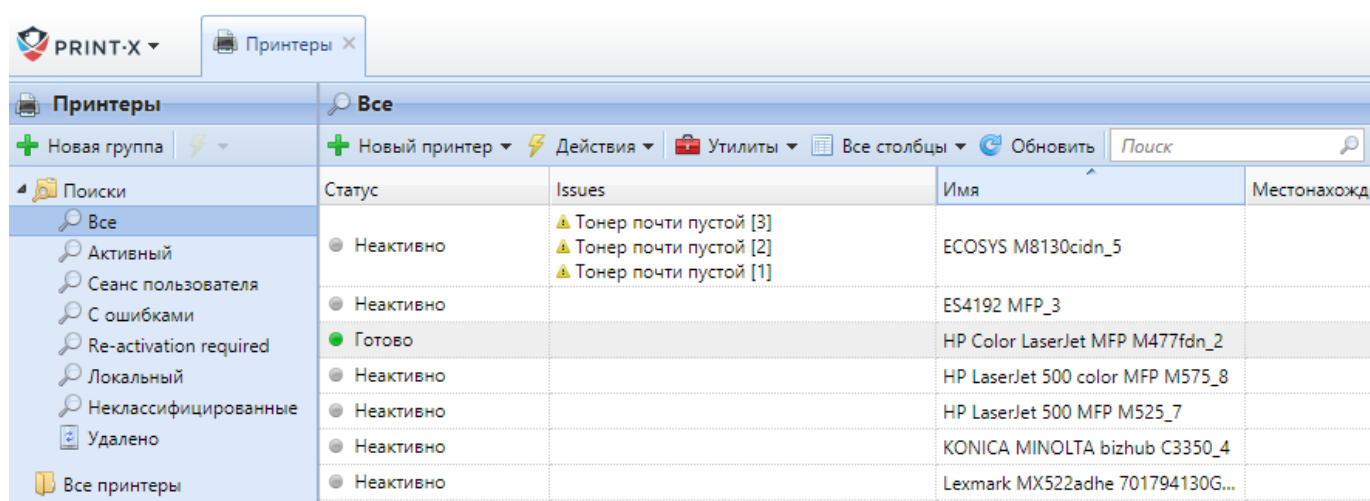 PRINT·X Принтеры
Принтеры Все
Новая группа Новый принтер Действия Утилиты Все столбцы Обновить Поиск
Поиски Статус Issues Имя Местонахожд
Все
Активный
Сеанс пользователя
С ошибками
Re-activation required
Локальный
Неклассифицированные
Удалено
Все принтеры
Неактивно Тонер почти пустой [3]
Тонер почти пустой [2]
Тонер почти пустой [1] ECOSYS M8130cidn_5
Неактивно ES4192 MFP_3
Готово HP Color LaserJet MFP M477fdn_2
Неактивно HP LaserJet 500 color MFP M575_8
Неактивно HP LaserJet 500 MFP M525_7
Неактивно KONICA MINOLTA bizhub C3350_4
Неактивно Lexmark MX522adhe 701794130G...